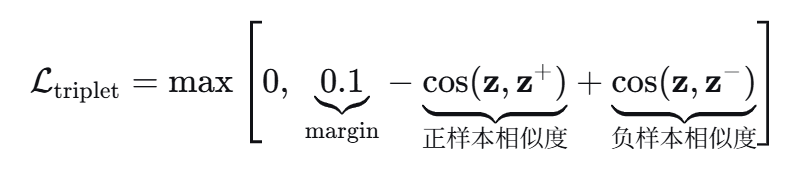 ℒtriplet = max [0, 0.1 − cos(z, z⁺) + cos(z, z⁻)]
margin 正样本相似度 负样本相似度